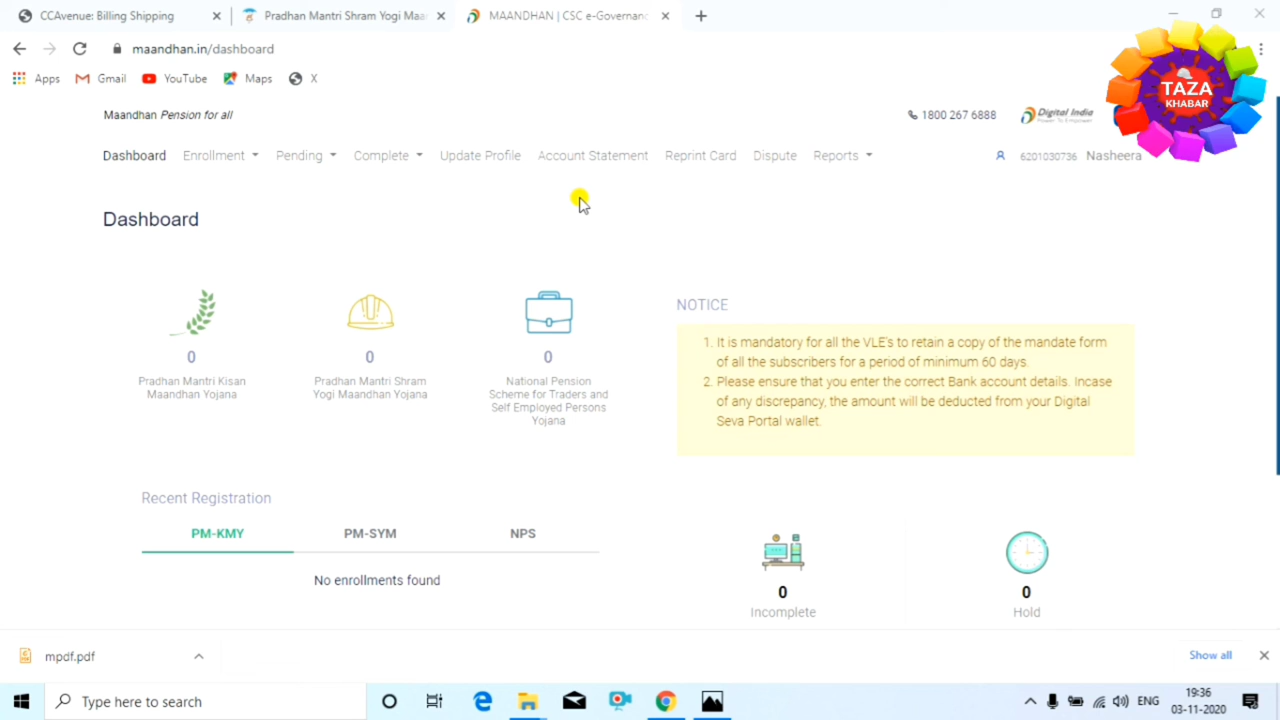 CCAvenue: Billing Shipping
Pradhan Mantri Shram Yogi Maa
MAANDHAN | CSC e-Governanc
maandhan.in/dashboard
Apps Gmail YouTube Maps X
TAZA
KHABAR
Maandhan Pension for all
1800 267 6888
Digital India
Power To Empower
Dashboard Enrollment Pending Complete Update Profile Account Statement Reprint Card Dispute Reports 6201030736 Nasheera
Dashboard
0
Pradhan Mantri Kisan
Maandhan Yojana
0
Pradhan Mantri Shram
Yogi Maandhan Yojana
0
National Pension
Scheme for Traders and
Self Employed Persons
Yojana
NOTICE
1. It is mandatory for all the VLE's to retain a copy of the mandate form
of all the subscribers for a period of minimum 60 days.
2. Please ensure that you enter the correct Bank account details. Incase
of any discrepancy, the amount will be deducted from your Digital
Seva Portal wallet.
Recent Registration
PM-KMY PM-SYM NPS
No enrollments found
0
Incomplete
0
Hold
mpdf.pdf
Show all
Type here to search
ENG
19:36
03-11-2020